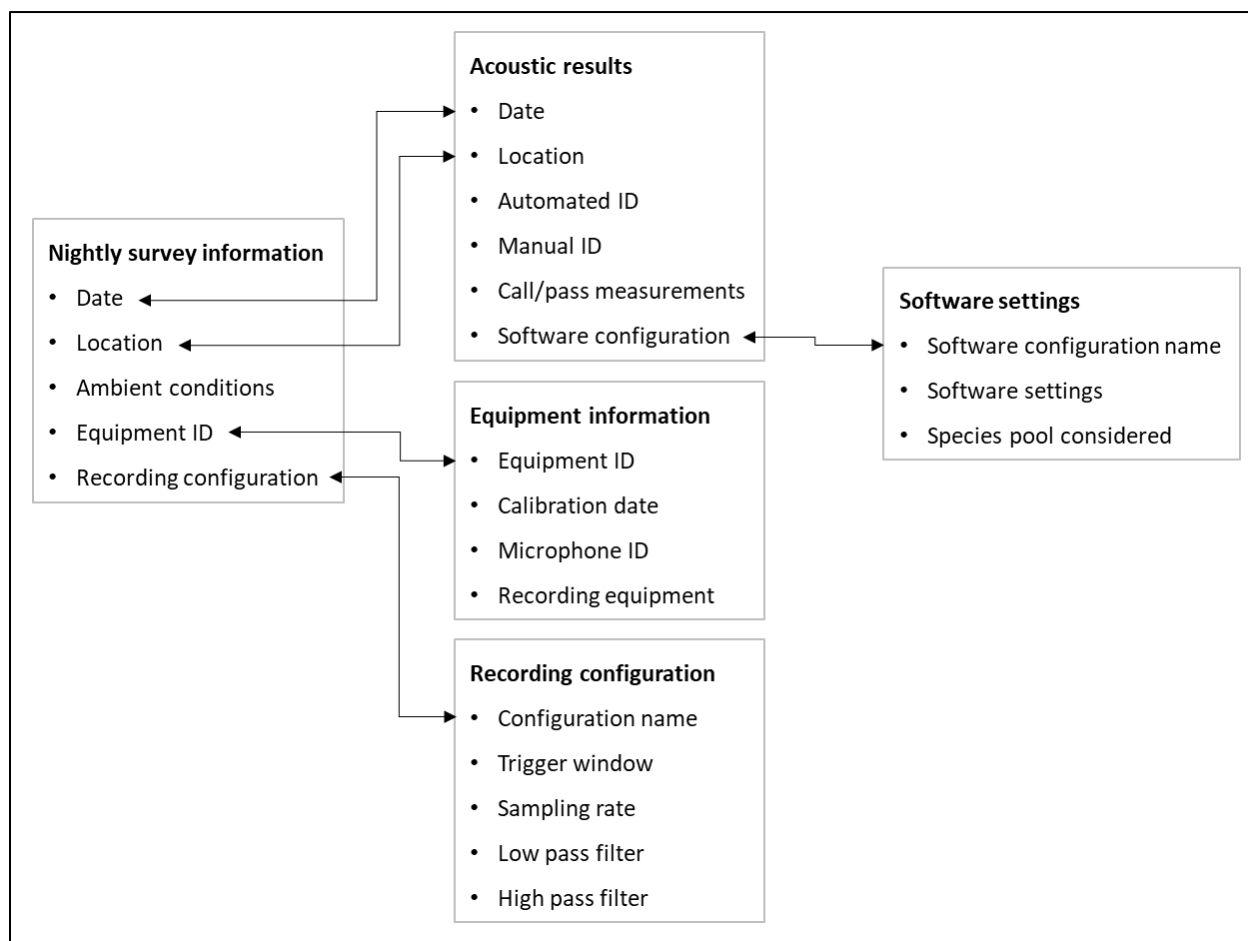 Nightly survey information
• Date
• Location
• Ambient conditions
• Equipment ID
• Recording configuration
Acoustic results
• Date
• Location
• Automated ID
• Manual ID
• Call/pass measurements
• Software configuration
Equipment information
• Equipment ID
• Calibration date
• Microphone ID
• Recording equipment
Recording configuration
• Configuration name
• Trigger window
• Sampling rate
• Low pass filter
• High pass filter
Software settings
• Software configuration name
• Software settings
• Species pool considered